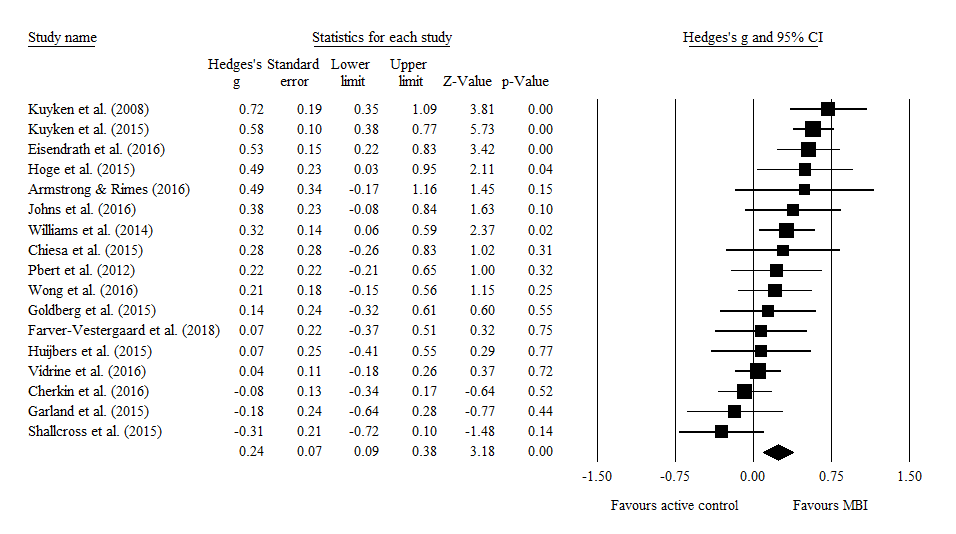 Study name Statistics for each study Hedges's g and 95% CI
Hedges's Standard Lower Upper
g error limit limit Z-Value p-Value
Kuyken et al. (2008) 0.72 0.19 0.35 1.09 3.81 0.00
Kuyken et al. (2015) 0.58 0.10 0.38 0.77 5.73 0.00
Eisendrath et al. (2016) 0.53 0.15 0.22 0.83 3.42 0.00
Hoge et al. (2015) 0.49 0.23 0.03 0.95 2.11 0.04
Armstrong & Rimes (2016) 0.49 0.34 -0.17 1.16 1.45 0.15
Johns et al. (2016) 0.38 0.23 -0.08 0.84 1.63 0.10
Williams et al. (2014) 0.32 0.14 0.06 0.59 2.37 0.02
Chiesa et al. (2015) 0.28 0.28 -0.26 0.83 1.02 0.31
Pbert et al. (2012) 0.22 0.22 -0.21 0.65 1.00 0.32
Wong et al. (2016) 0.21 0.18 -0.15 0.56 1.15 0.25
Goldberg et al. (2015) 0.14 0.24 -0.32 0.61 0.60 0.55
Farver-Vestergaard et al. (2018) 0.07 0.22 -0.37 0.51 0.32 0.75
Huijbers et al. (2015) 0.07 0.25 -0.41 0.55 0.29 0.77
Vidrine et al. (2016) 0.04 0.11 -0.18 0.26 0.37 0.72
Cherkin et al. (2016) -0.08 0.13 -0.34 0.17 -0.64 0.52
Garland et al. (2015) -0.18 0.24 -0.64 0.28 -0.77 0.44
Shallcross et al. (2015) -0.31 0.21 -0.72 0.10 -1.48 0.14
0.24 0.07 0.09 0.38 3.18 0.00
-1.50 -0.75 0.00 0.75 1.50
Favours active control Favours MBI